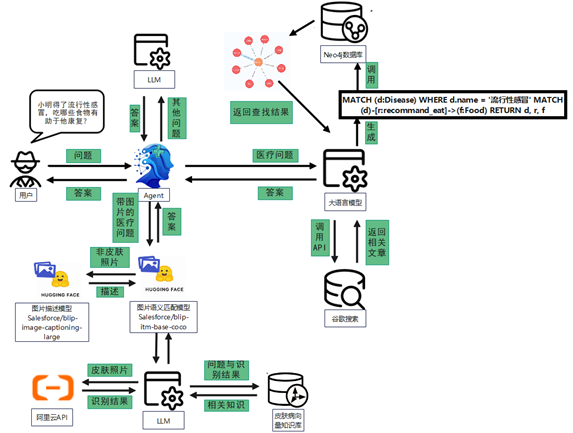 Neo4j数据库
调用
MATCH (d:Disease) WHERE d.name = '流行性感冒' MATCH
(d)-[r:recommand_eat]->(f:Food) RETURN d, r, f
生成
返回查找结果
LLM
答案
其他问题
小明得了流行性感
冒，吃哪些食物有
助于他康复？
用户
问题
答案
Agent
医疗问题
答案
大语言模型
调用API
返回相关文章
谷歌搜索
带图片的医疗问题
答案
非皮肤
照片
描述
HUGGING FACE
图片描述模型
Salesforce/blip-
image-captioning-
large
HUGGING FACE
图片语义匹配模型
Salesforce/blip-
itm-base-coco
皮肤照片
识别结果
阿里云API
LLM
问题与识
别结果
相关知识
皮肤病向
量知识库